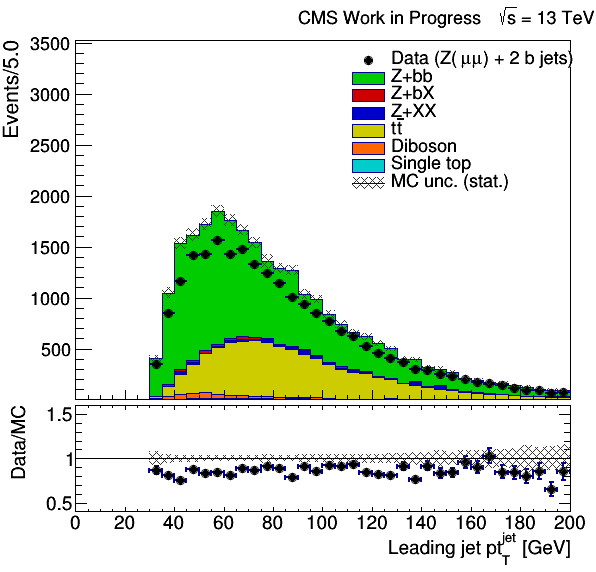 CMS Work in Progress √s = 13 TeV
Events/5.0
3500
3000
2500
2000
1500
1000
500
Data (Z(μμ) + 2 b jets)
Z+bb
Z+bX
Z+XX
tt̄
Diboson
Single top
MC unc. (stat.)
Data/MC
1.5
1
0.5
0 20 40 60 80 100 120 140 160 180 200
Leading jet pt_T^jet [GeV]